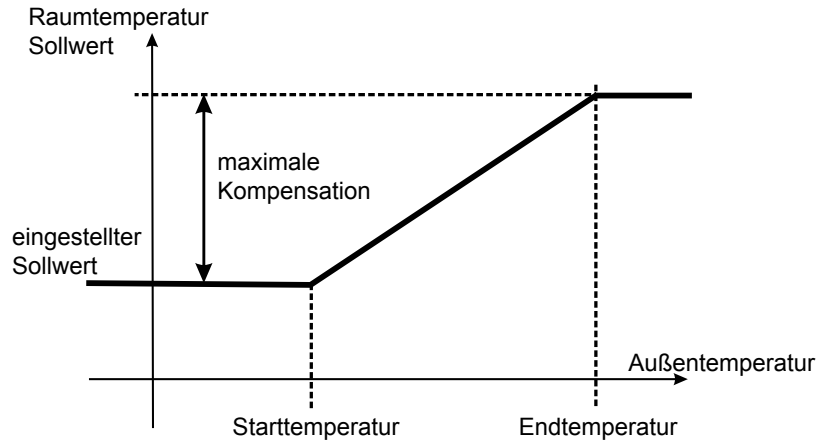 Raumtemperatur
Sollwert
maximale
Kompensation
eingestellter
Sollwert
Außentemperatur
Starttemperatur
Endtemperatur